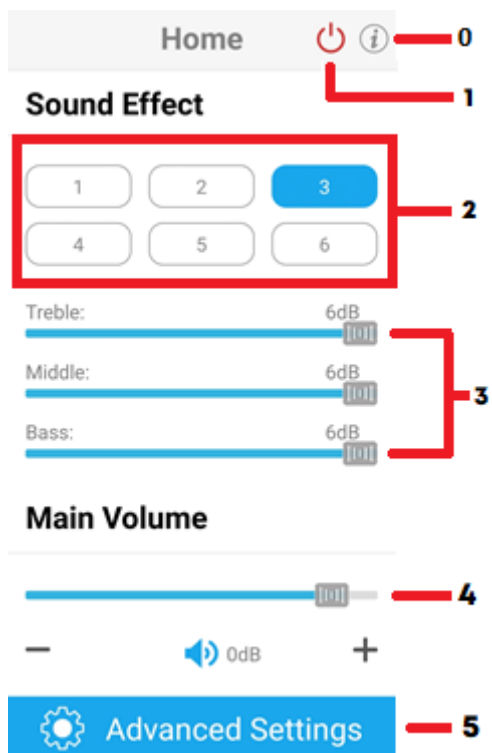 Home
0
1
Sound Effect
1 2 3
2
4 5 6
Treble: 6dB
Middle: 6dB
3
Bass: 6dB
Main Volume
4
0dB
Advanced Settings 5